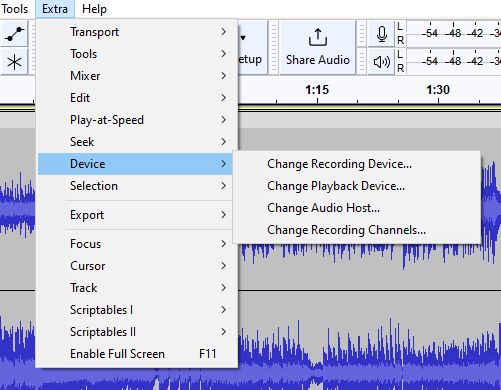 Tools Extra Help
Transport
Tools
Mixer
Edit
Play-at-Speed
Seek
Device
Selection
Export
Focus
Cursor
Track
Scriptables I
Scriptables II
Enable Full Screen F11
Change Recording Device...
Change Playback Device...
Change Audio Host...
Change Recording Channels...
etup
Share Audio
L
R
-54 -48 -42
L
R
-54 -48 -42
1:15 1:30